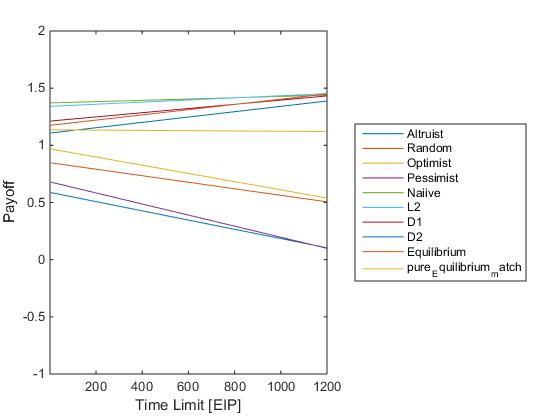 2
1.5
1
0.5
0
-0.5
-1
Payoff
200 400 600 800 1000 1200
Time Limit [EIP]
Altruist
Random
Optimist
Pessimist
Naiive
L2
D1
D2
Equilibrium
pure_Equilibrium_match